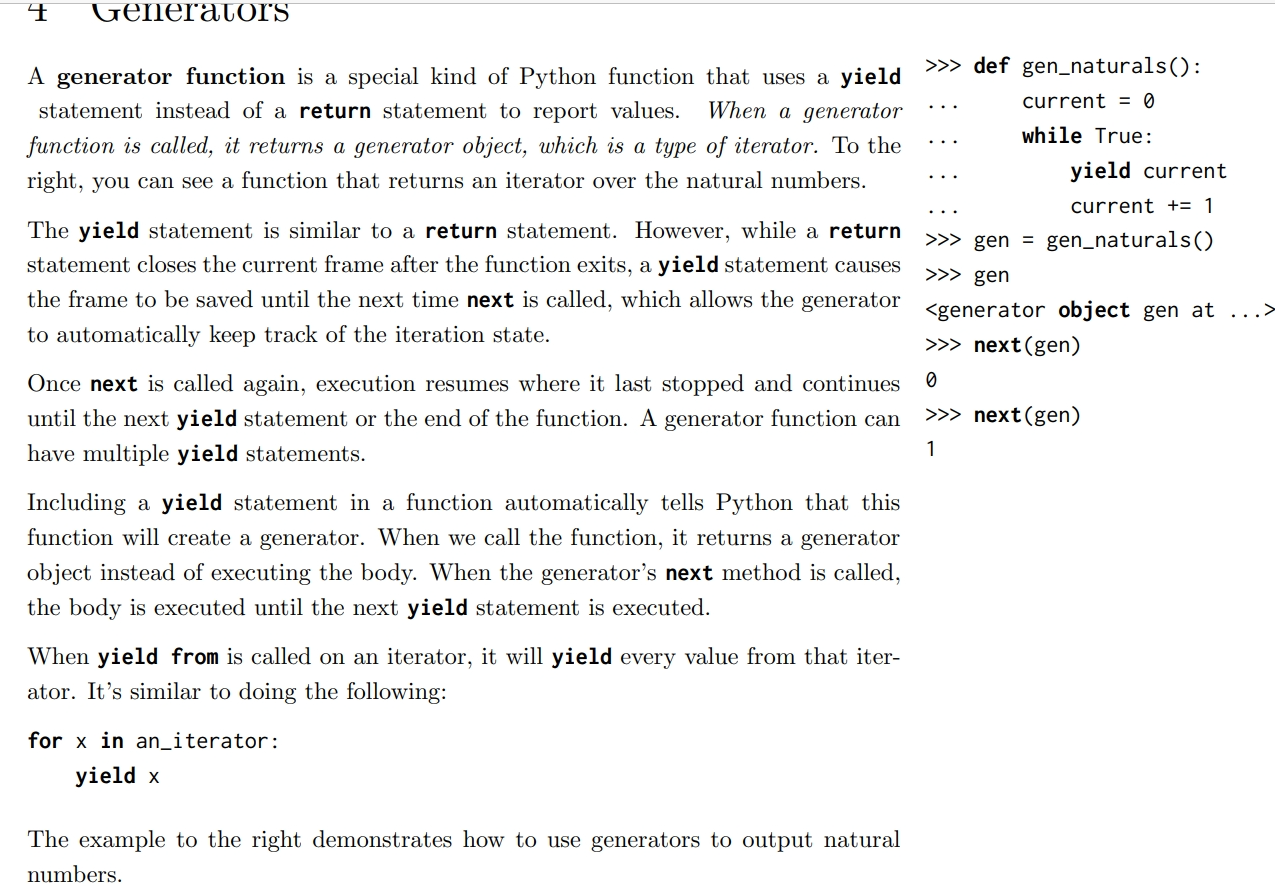 4 Generators
A generator function is a special kind of Python function that uses a yield
statement instead of a return statement to report values. When a generator
function is called, it returns a generator object, which is a type of iterator. To the
right, you can see a function that returns an iterator over the natural numbers.
The yield statement is similar to a return statement. However, while a return
statement closes the current frame after the function exits, a yield statement causes
the frame to be saved until the next time next is called, which allows the generator
to automatically keep track of the iteration state.
Once next is called again, execution resumes where it last stopped and continues
until the next yield statement or the end of the function. A generator function can
have multiple yield statements.
Including a yield statement in a function automatically tells Python that this
function will create a generator. When we call the function, it returns a generator
object instead of executing the body. When the generator's next method is called,
the body is executed until the next yield statement is executed.
When yield from is called on an iterator, it will yield every value from that iter-
ator. It's similar to doing the following:
for x in an_iterator:
    yield x
The example to the right demonstrates how to use generators to output natural
numbers.
>>> def gen_naturals():
...     current = 0
...     while True:
...         yield current
...         current += 1
>>> gen = gen_naturals()
>>> gen
<generator object gen at ...>
>>> next(gen)
0
>>> next(gen)
1